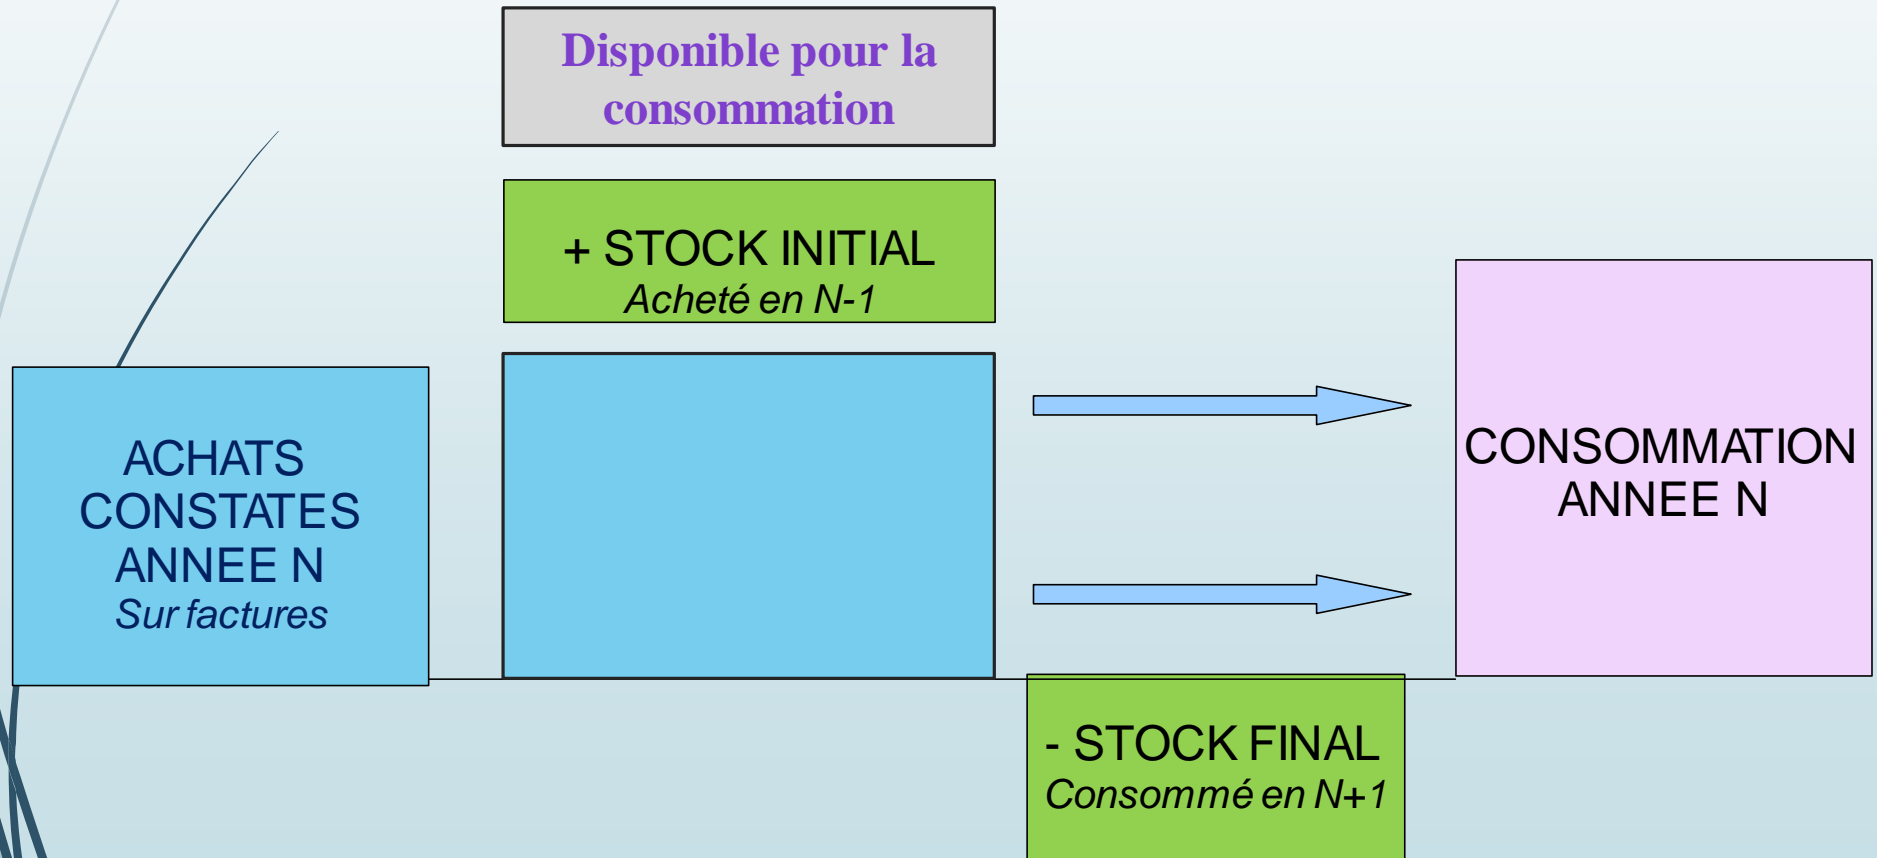 Disponible pour la
consommation
+ STOCK INITIAL
Acheté en N-1
ACHATS
CONSTATES
ANNEE N
Sur factures
CONSOMMATION
ANNEE N
- STOCK FINAL
Consommé en N+1